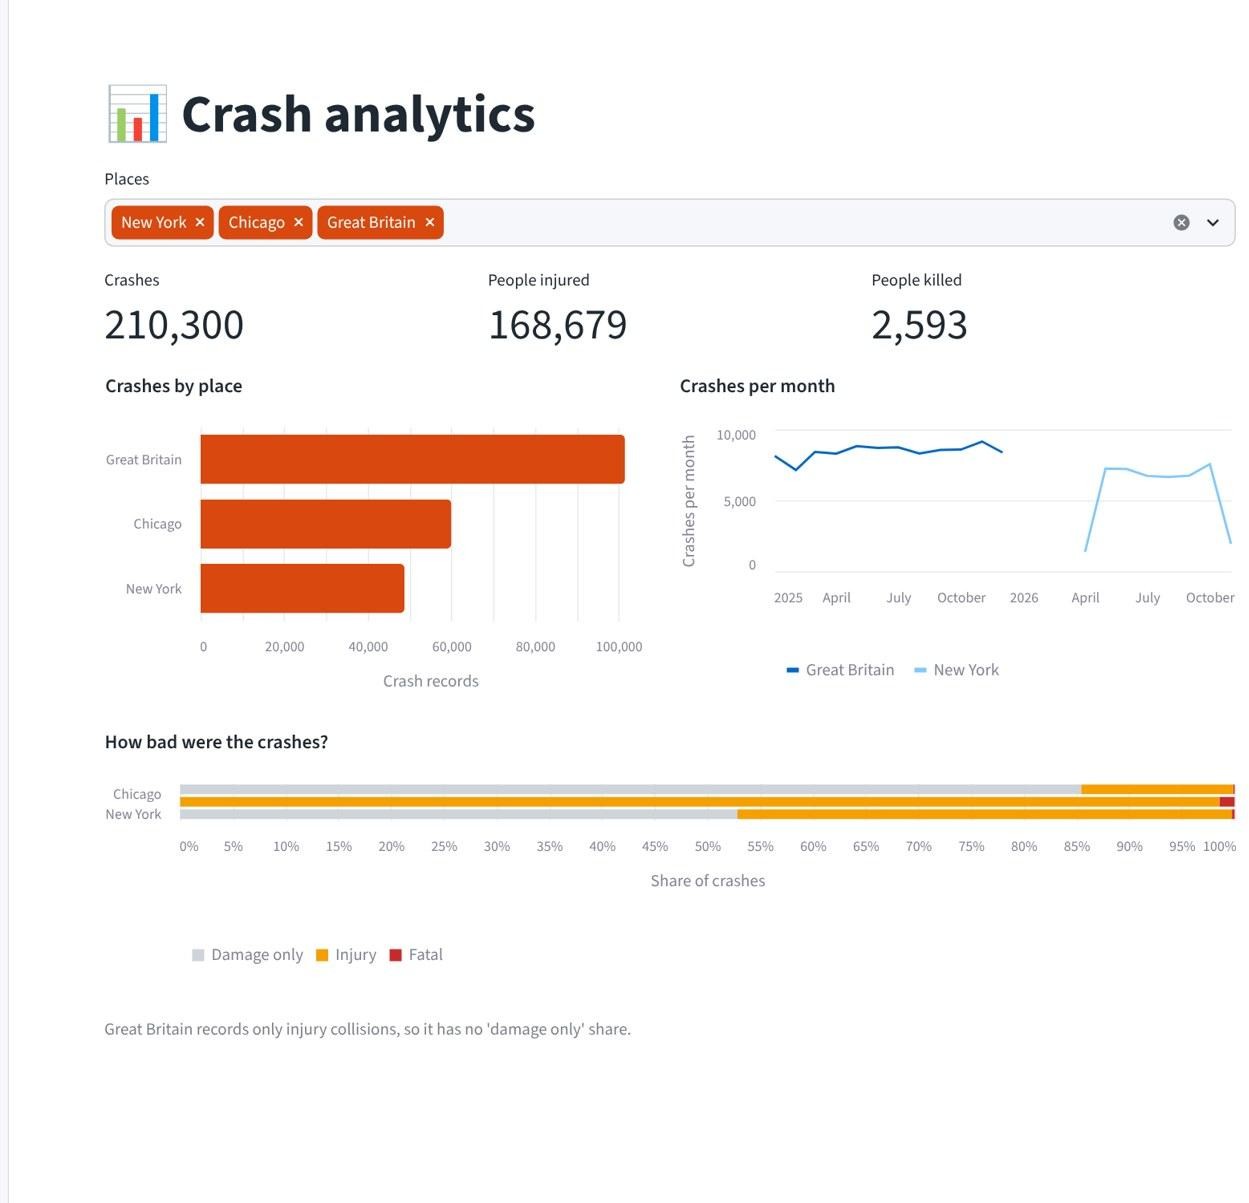 Crash analytics
Places
New York × Chicago × Great Britain ×
Crashes
210,300
People injured
168,679
People killed
2,593
Crashes by place
Great Britain
Chicago
New York
0 20,000 40,000 60,000 80,000 100,000
Crash records
Crashes per month
Crashes per month
10,000
5,000
0
2025 April July October 2026 April July October
Great Britain New York
How bad were the crashes?
Chicago
New York
0% 5% 10% 15% 20% 25% 30% 35% 40% 45% 50% 55% 60% 65% 70% 75% 80% 85% 90% 95% 100%
Share of crashes
Damage only Injury Fatal
Great Britain records only injury collisions, so it has no 'damage only' share.